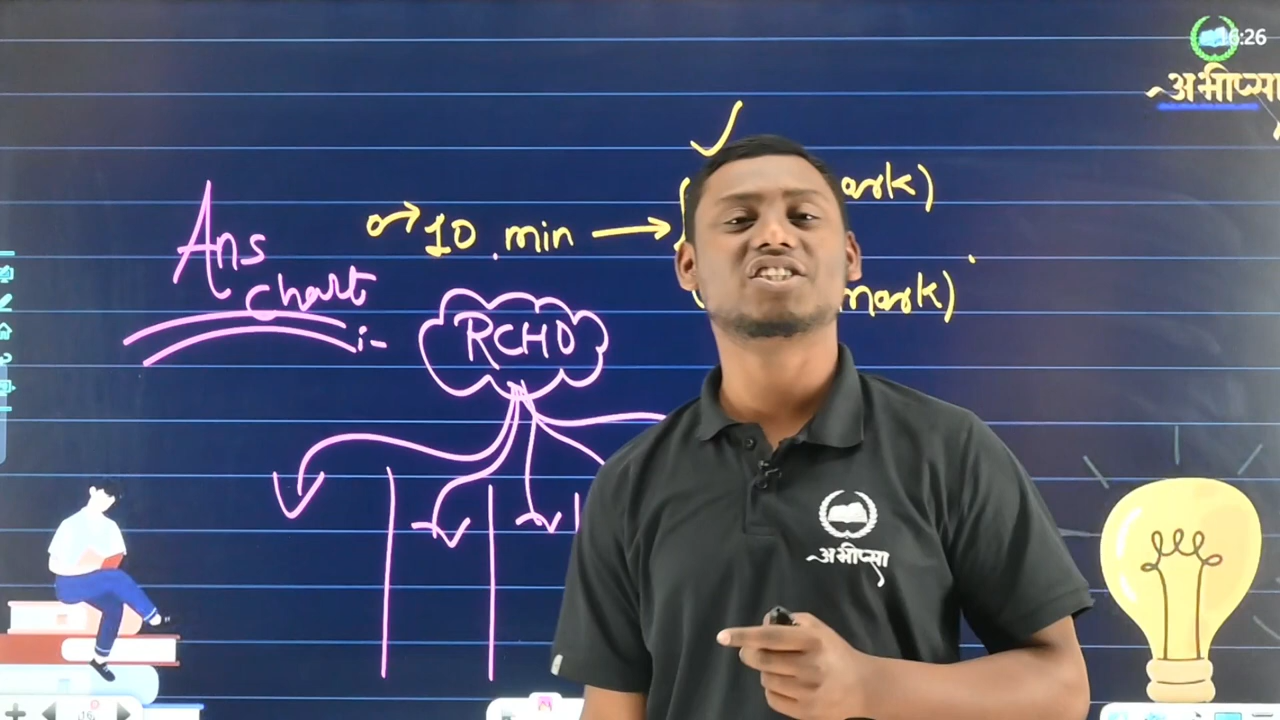 16:26
अभीप्सा
→ 10 min →
ark)
mark)
Ans
chart
:-
RCHD
अभीप्सा